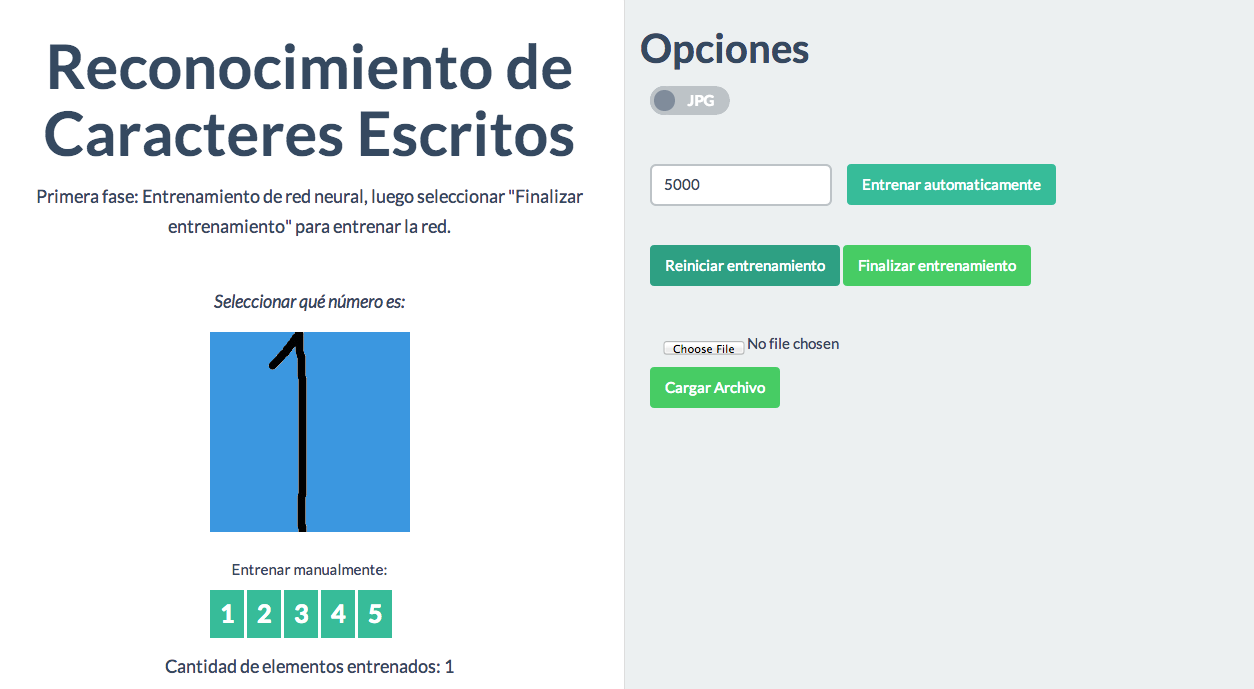 Reconocimiento de
Caracteres Escritos
Primera fase: Entrenamiento de red neural, luego seleccionar "Finalizar
entrenamiento" para entrenar la red.
Seleccionar qué número es:
1
Entrenar manualmente:
1 2 3 4 5
Cantidad de elementos entrenados: 1
Opciones
JPG
5000 Entrenar automaticamente
Reiniciar entrenamiento Finalizar entrenamiento
Choose File No file chosen
Cargar Archivo